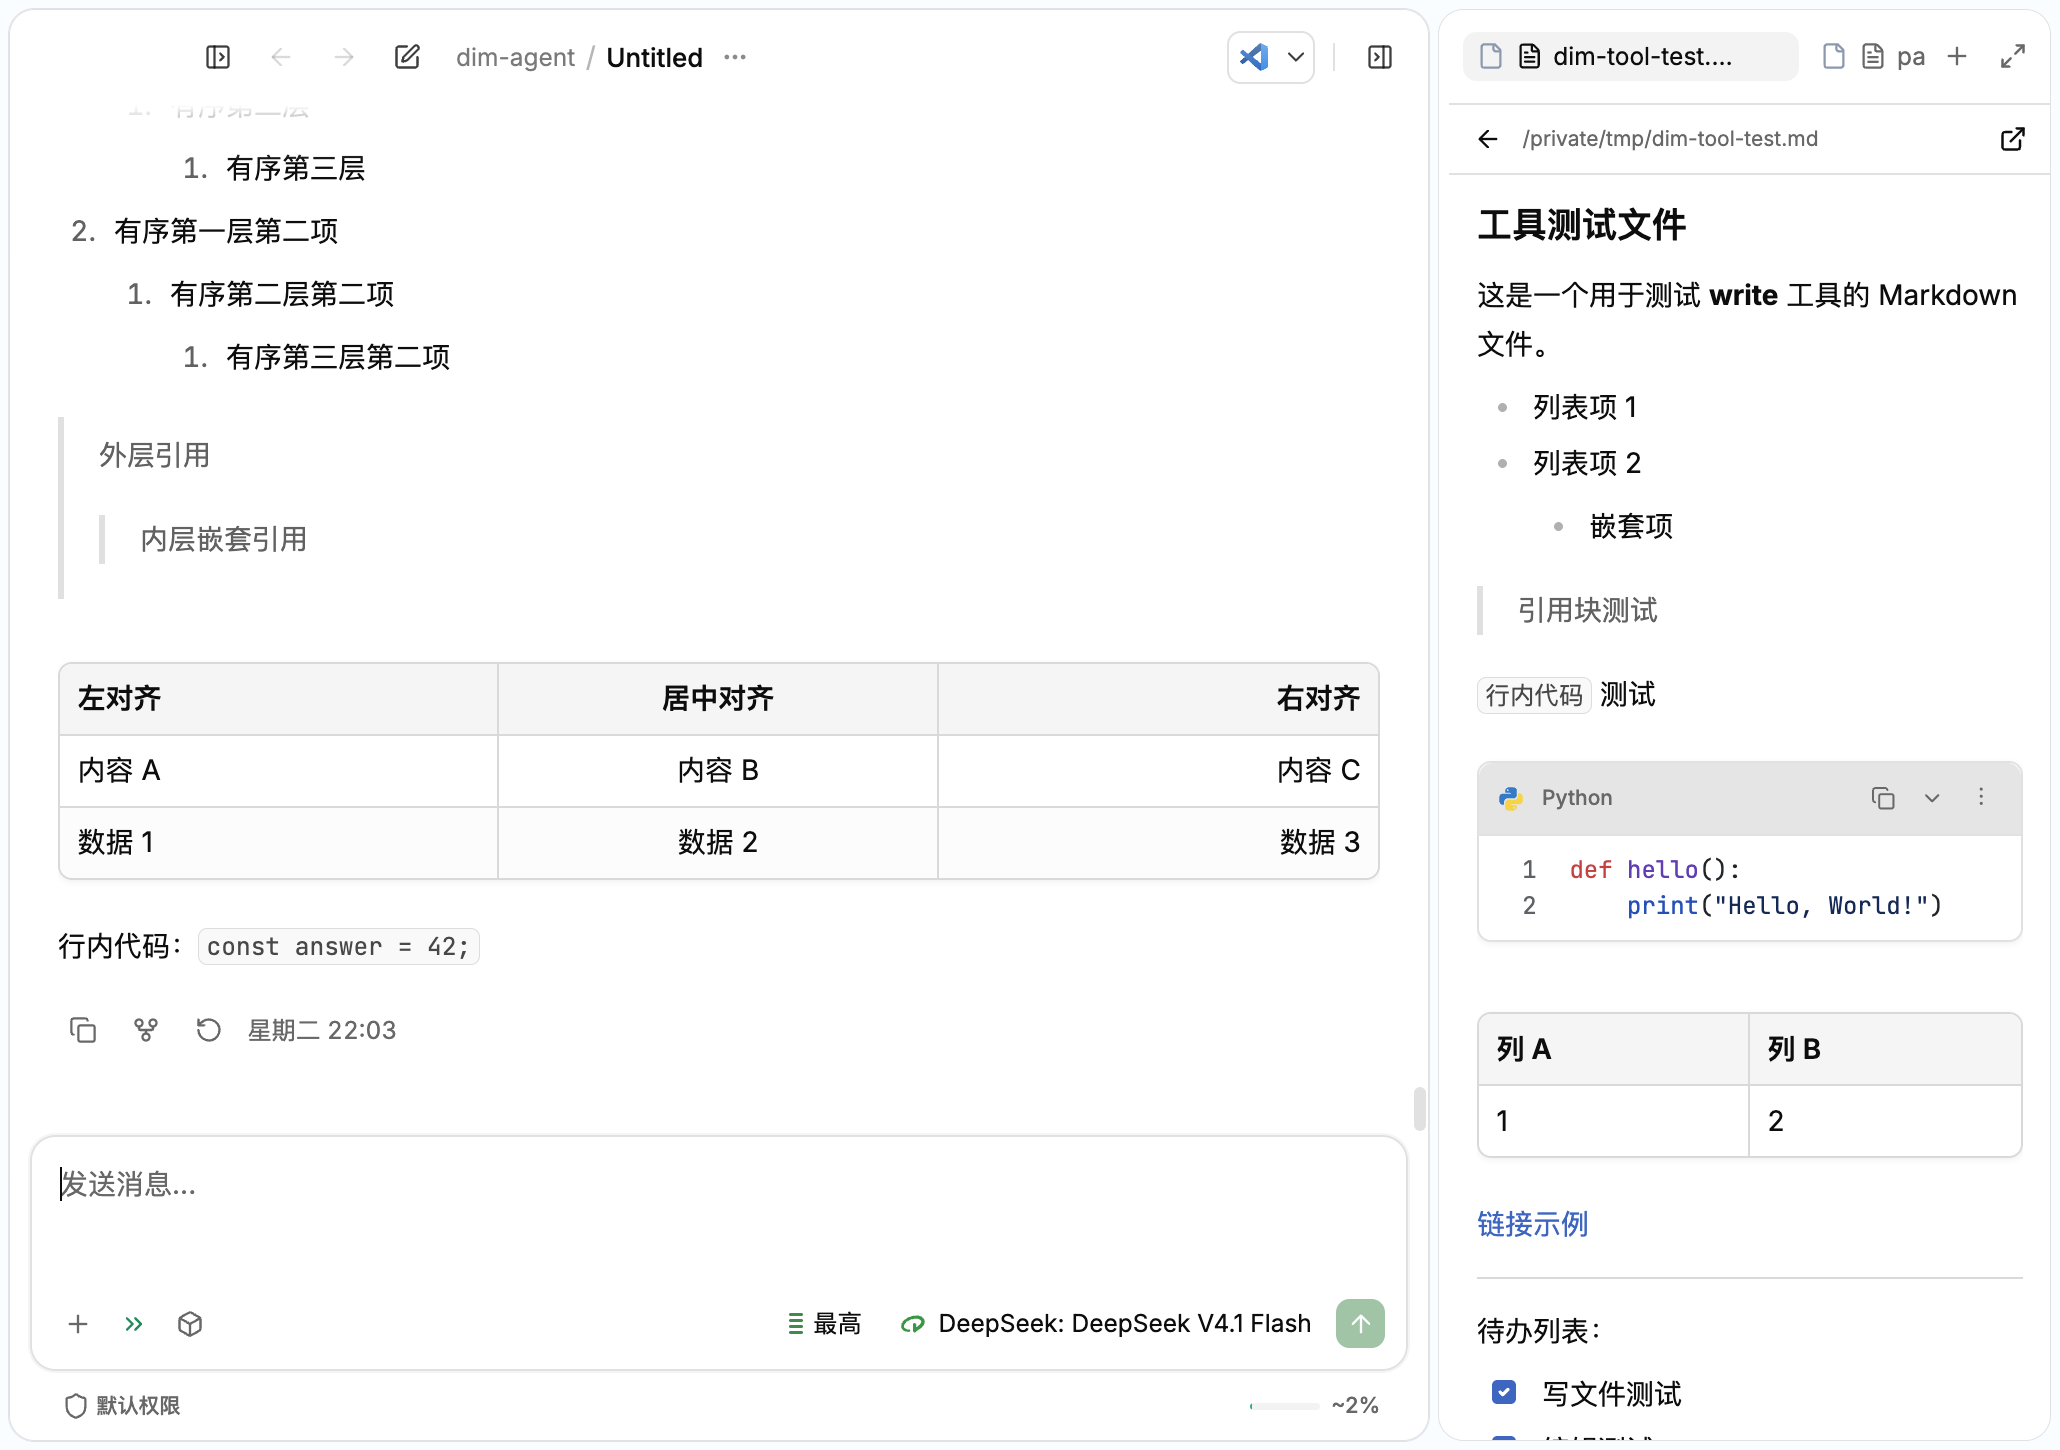 dim-agent / Untitled ···
1. 有序第三层
2. 有序第一层第二项
1. 有序第二层第二项
1. 有序第三层第二项
外层引用
内层嵌套引用
左对齐 居中对齐 右对齐
内容 A 内容 B 内容 C
数据 1 数据 2 数据 3
行内代码： const answer = 42;
星期二 22:03
发送消息...
最高 DeepSeek: DeepSeek V4.1 Flash
默认权限 ~2%
dim-tool-test.... pa
/private/tmp/dim-tool-test.md
工具测试文件
这是一个用于测试 write 工具的 Markdown
文件。
列表项 1
列表项 2
嵌套项
引用块测试
行内代码 测试
Python
1 def hello():
2 print("Hello, World!")
列 A 列 B
1 2
链接示例
待办列表：
写文件测试